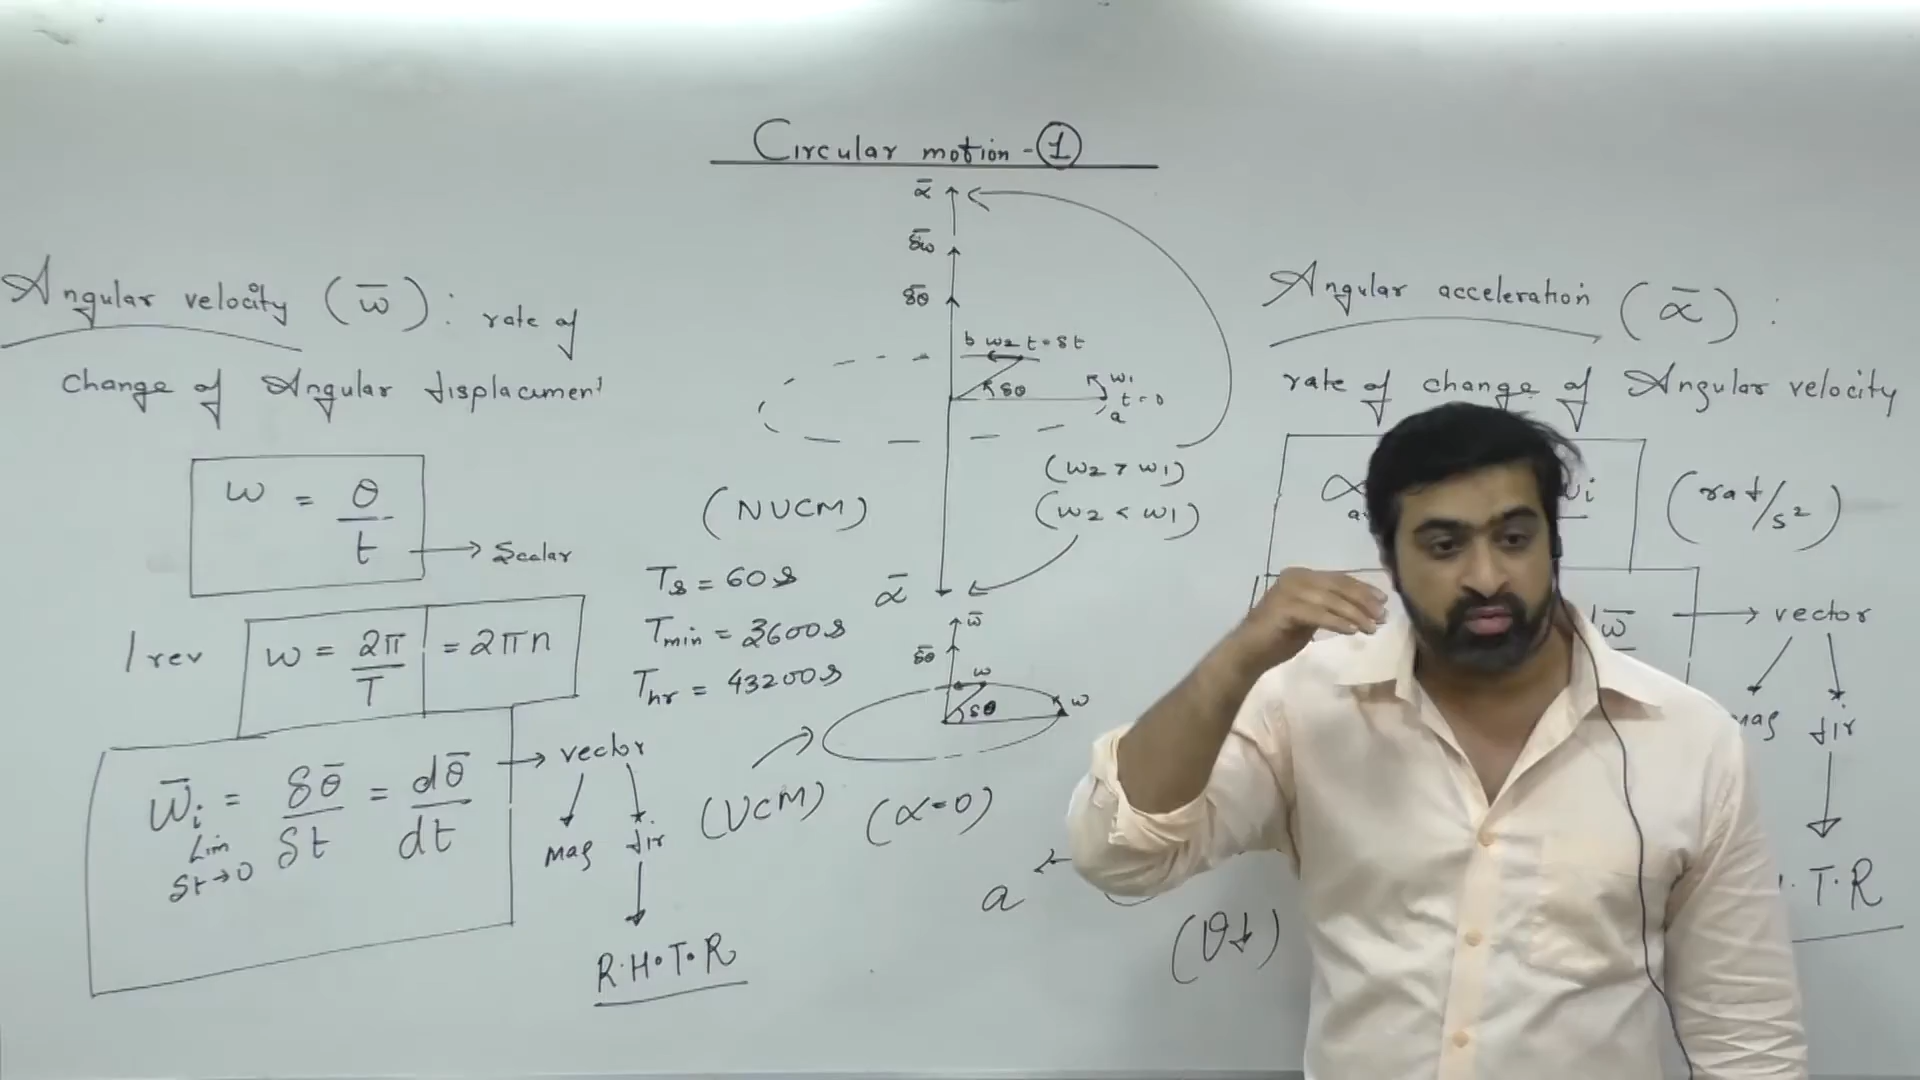 Circular motion - ①
Angular velocity (ω̅) : rate of
change of Angular displacement
ω = θ / t → Scalar
1 rev ω = 2π / T = 2πn
ω̅ᵢ = δθ̅ / δt = dθ̅ / dt → vector
Lim
δt→0
mag dir
R.H.T.R
α̅
δω̅
δθ̅
b ω₂ t=δt
δθ ω₁
t=0
a
(ω₂ > ω₁)
(NUCM) (ω₂ < ω₁)
Ts = 60s
α̅
Tmin = 3600s
Thr = 43200s
ω̅
δθ̅
ω
δθ ω
(UCM) (α=0)
a
Angular acceleration (α̅) :
rate of change of Angular velocity
α ωi (rad/s²)
dω̅ → vector
mag dir
T.R